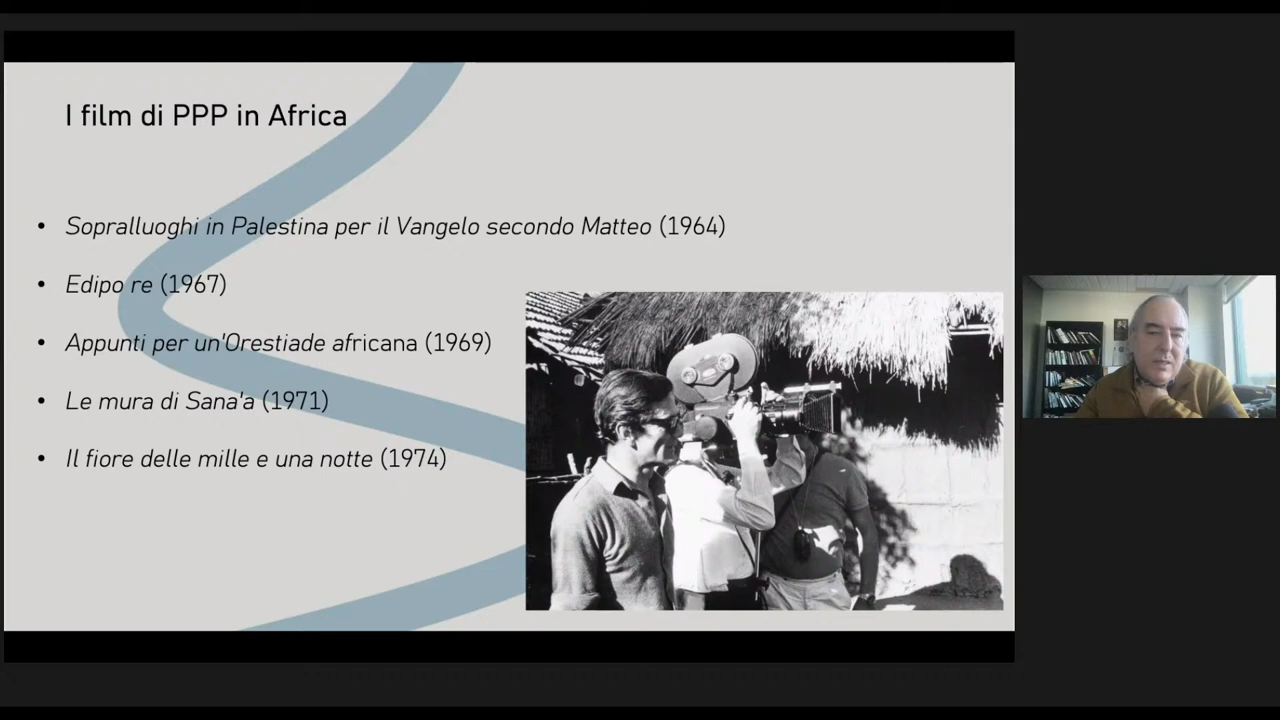 I film di PPP in Africa
• Sopralluoghi in Palestina per il Vangelo secondo Matteo (1964)
• Edipo re (1967)
• Appunti per un'Orestiade africana (1969)
• Le mura di Sana'a (1971)
• Il fiore delle mille e una notte (1974)